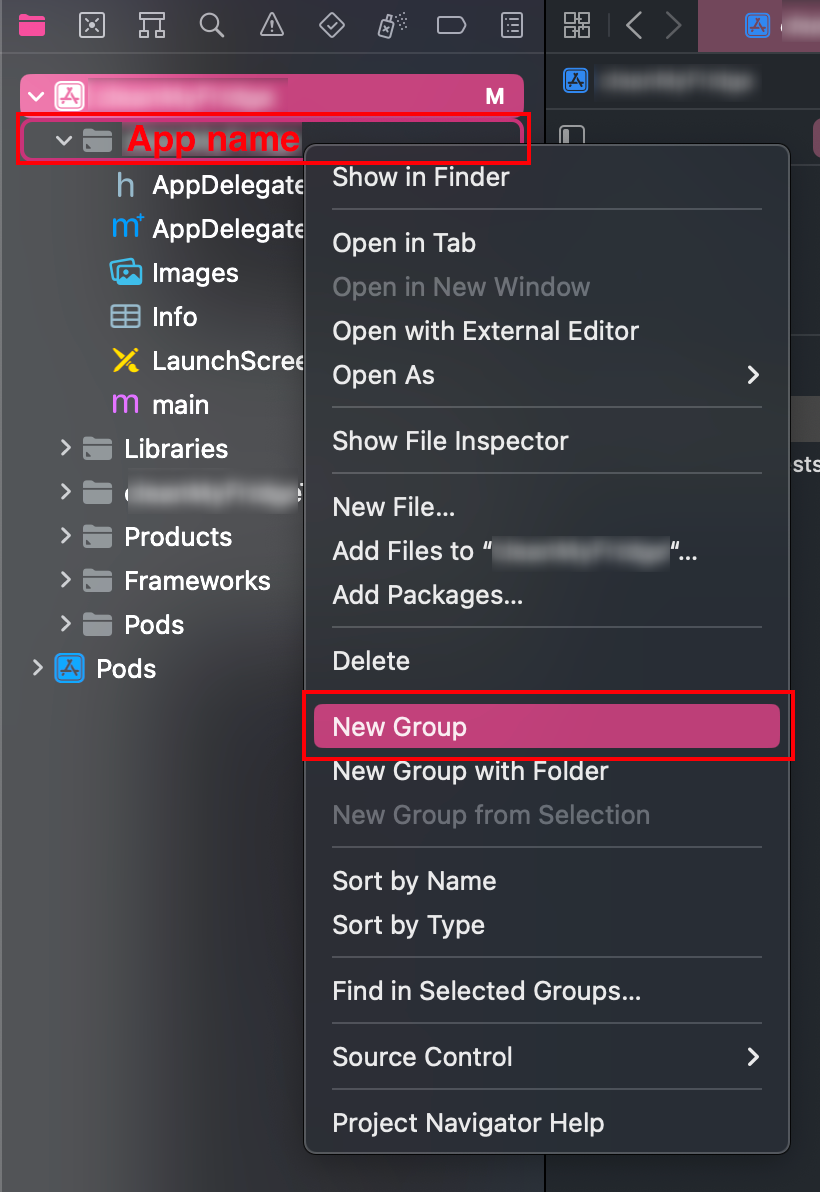 M
App name
AppDelegate
AppDelegate
Images
Info
LaunchScree
main
Libraries
Products
Frameworks
Pods
Pods
Show in Finder
Open in Tab
Open in New Window
Open with External Editor
Open As
Show File Inspector
New File...
Add Files to “ “...
Add Packages...
Delete
New Group
New Group with Folder
New Group from Selection
Sort by Name
Sort by Type
Find in Selected Groups...
Source Control
Project Navigator Help
sts